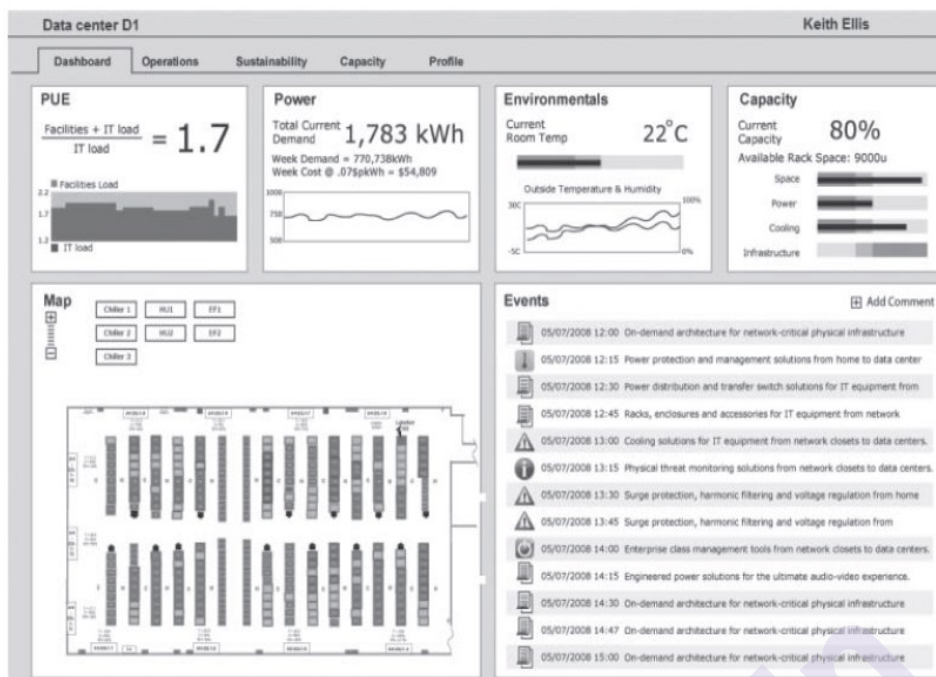 Data center D1
Keith Ellis
Dashboard Operations Sustainability Capacity Profile
PUE
Facilities + IT load
IT load
= 1.7
Facilities Load
2.2
1.7
1.2
IT load
Power
Total Current
Demand
1,783 kWh
Week Demand = 770,738kWh
Week Cost @ .07$pkWh = $54,809
1000
750
500
Environmentals
Current
Room Temp
22°C
Outside Temperature & Humidity
30C
100%
-5C
0%
Capacity
Current
Capacity
80%
Available Rack Space: 9000u
Space
Power
Cooling
Infrastructure
Map
Chiller 1 HU1 EF1
Chiller 2 HU2 EF2
Chiller 3
Events
Add Comment
05/07/2008 12:00 On-demand architecture for network-critical physical infrastructure
05/07/2008 12:15 Power protection and management solutions from home to data center
05/07/2008 12:30 Power distribution and transfer switch solutions for IT equipment from
05/07/2008 12:45 Racks, enclosures and accessories for IT equipment from network
05/07/2008 13:00 Cooling solutions for IT equipment from network closets to data centers.
05/07/2008 13:15 Physical threat monitoring solutions from network closets to data centers.
05/07/2008 13:30 Surge protection, harmonic filtering and voltage regulation from home
05/07/2008 13:45 Surge protection, harmonic filtering and voltage regulation from
05/07/2008 14:00 Enterprise class management tools from network closets to data centers.
05/07/2008 14:15 Engineered power solutions for the ultimate audio-video experience.
05/07/2008 14:30 On-demand architecture for network-critical physical infrastructure
05/07/2008 14:47 On-demand architecture for network-critical physical infrastructure
05/07/2008 15:00 On-demand architecture for network-critical physical infrastructure